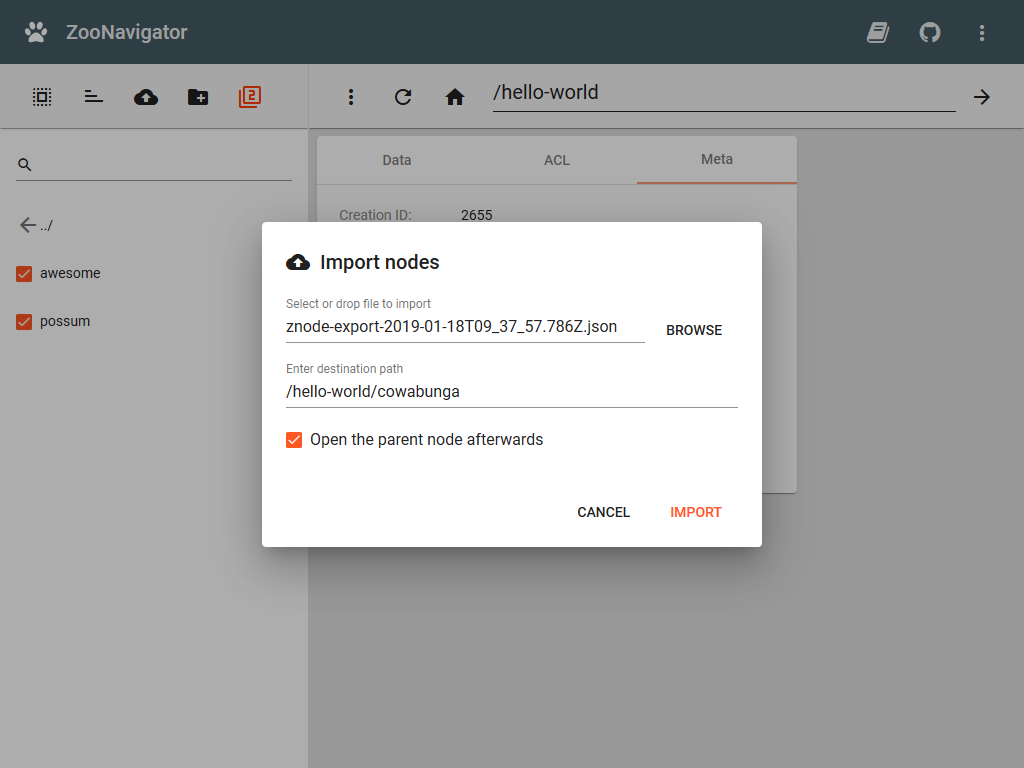 ZooNavigator
2
/hello-world
../
awesome
possum
Data
ACL
Meta
Creation ID: 2655
Import nodes
Select or drop file to import
znode-export-2019-01-18T09_37_57.786Z.json
BROWSE
Enter destination path
/hello-world/cowabunga
Open the parent node afterwards
CANCEL
IMPORT